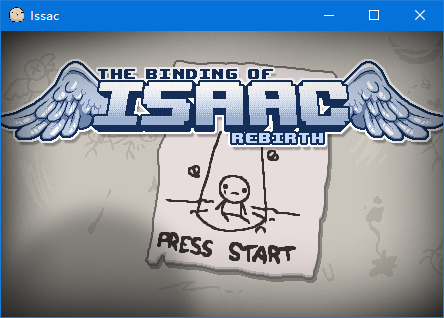 Issac
THE BINDING OF
ISAAC
REBIRTH
PRESS START